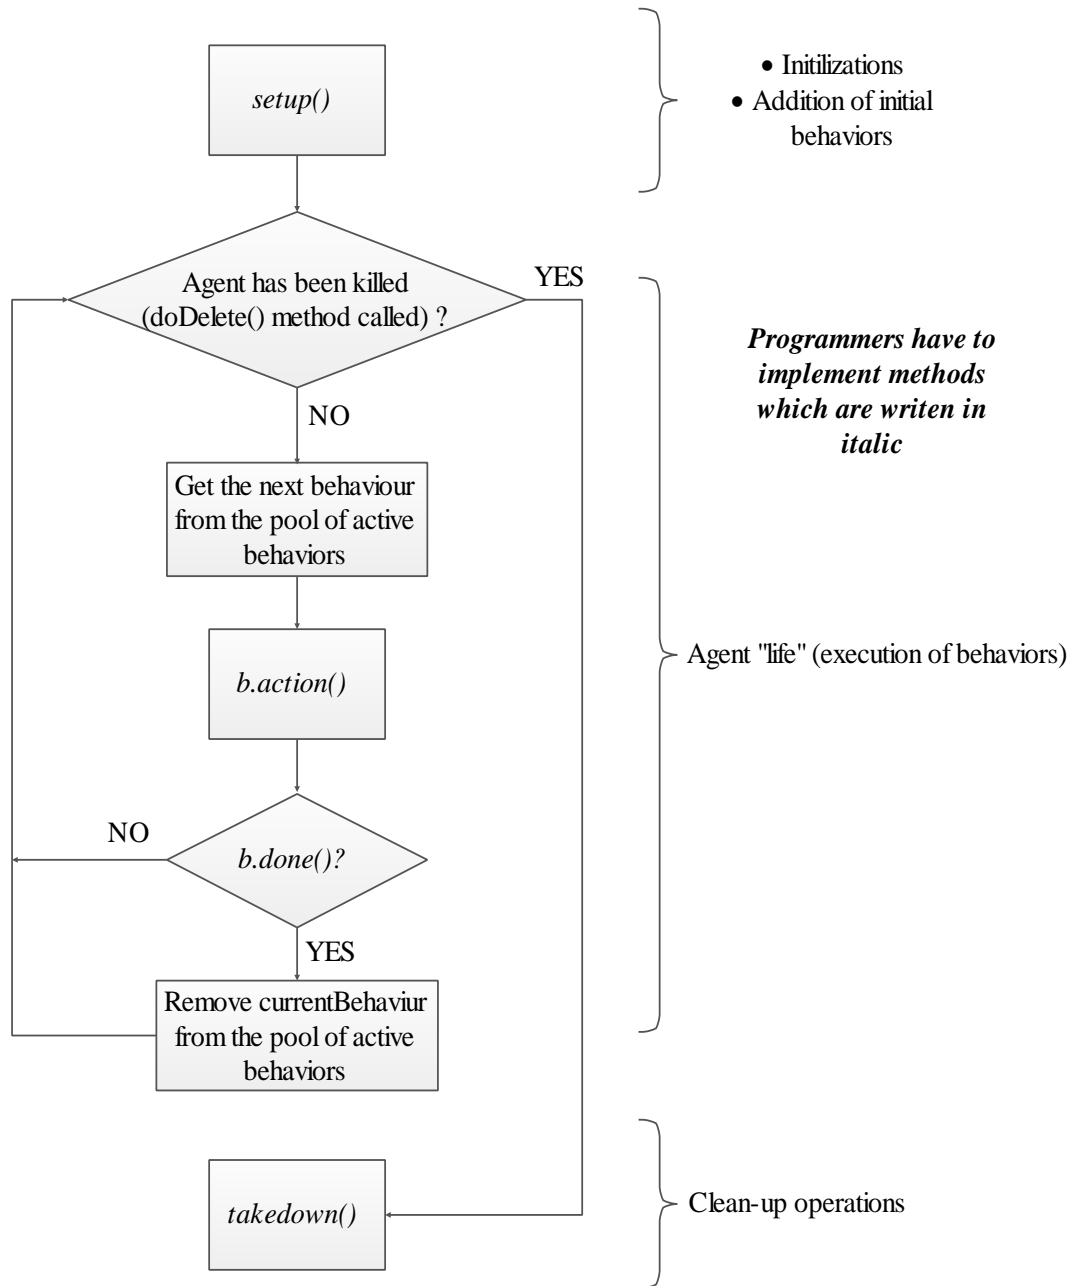 setup()
• Initilizations
• Addition of initial
behaviors
Agent has been killed
(doDelete() method called) ?
YES
NO
Programmers have to
implement methods
which are writen in
italic
Get the next behaviour
from the pool of active
behaviors
b.action()
Agent "life" (execution of behaviors)
NO
b.done()?
YES
Remove currentBehaviur
from the pool of active
behaviors
takedown()
Clean-up operations